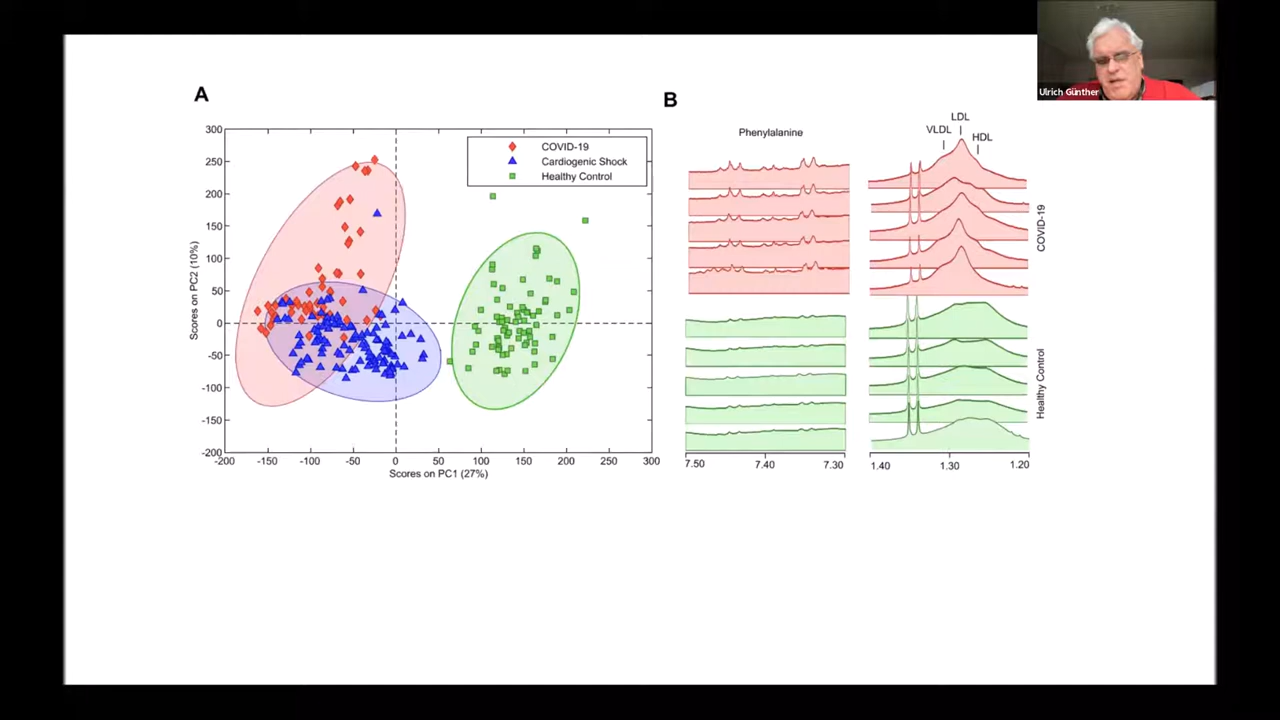 Ulrich Günther
A
B
COVID-19
Cardiogenic Shock
Healthy Control
300
250
200
150
100
50
0
-50
-100
-150
-200
Scores on PC2 (10%)
-200
-150
-100
-50
0
50
100
150
200
250
300
Scores on PC1 (27%)
Phenylalanine
7.50
7.40
7.30
VLDL
LDL
HDL
COVID-19
Healthy Control
1.40
1.30
1.20